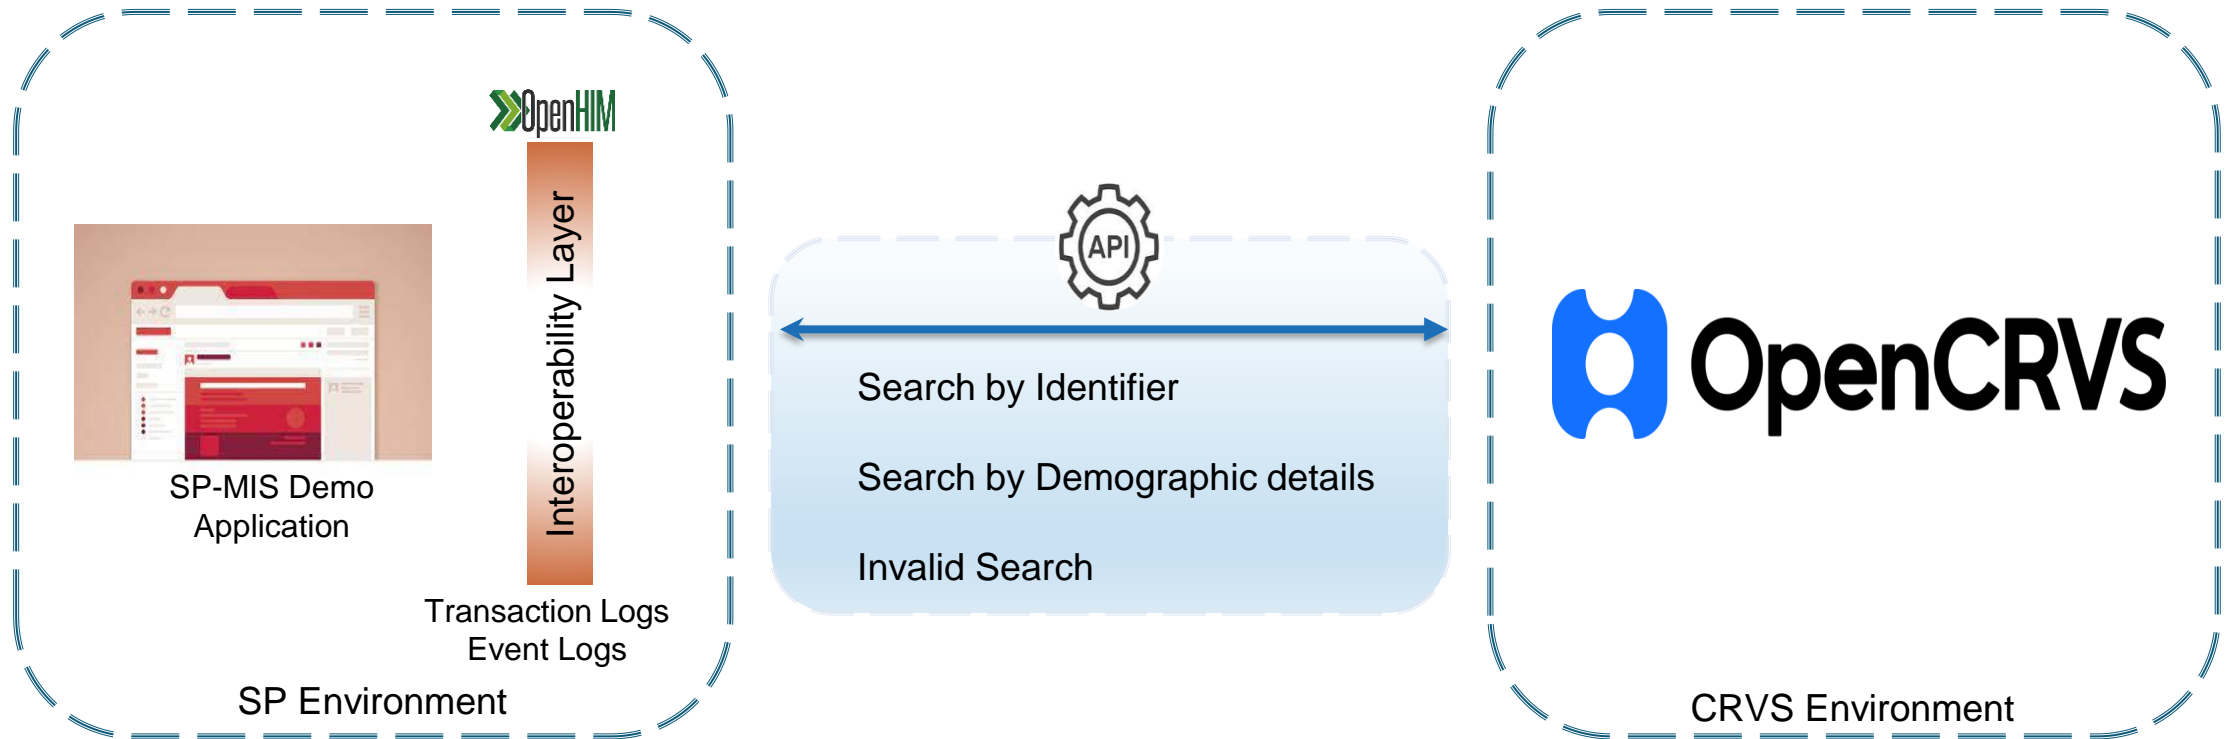 OpenHIM
Interoperability Layer
SP-MIS Demo
Application
Transaction Logs
Event Logs
SP Environment
API
Search by Identifier
Search by Demographic details
Invalid Search
OpenCRVS
CRVS Environment